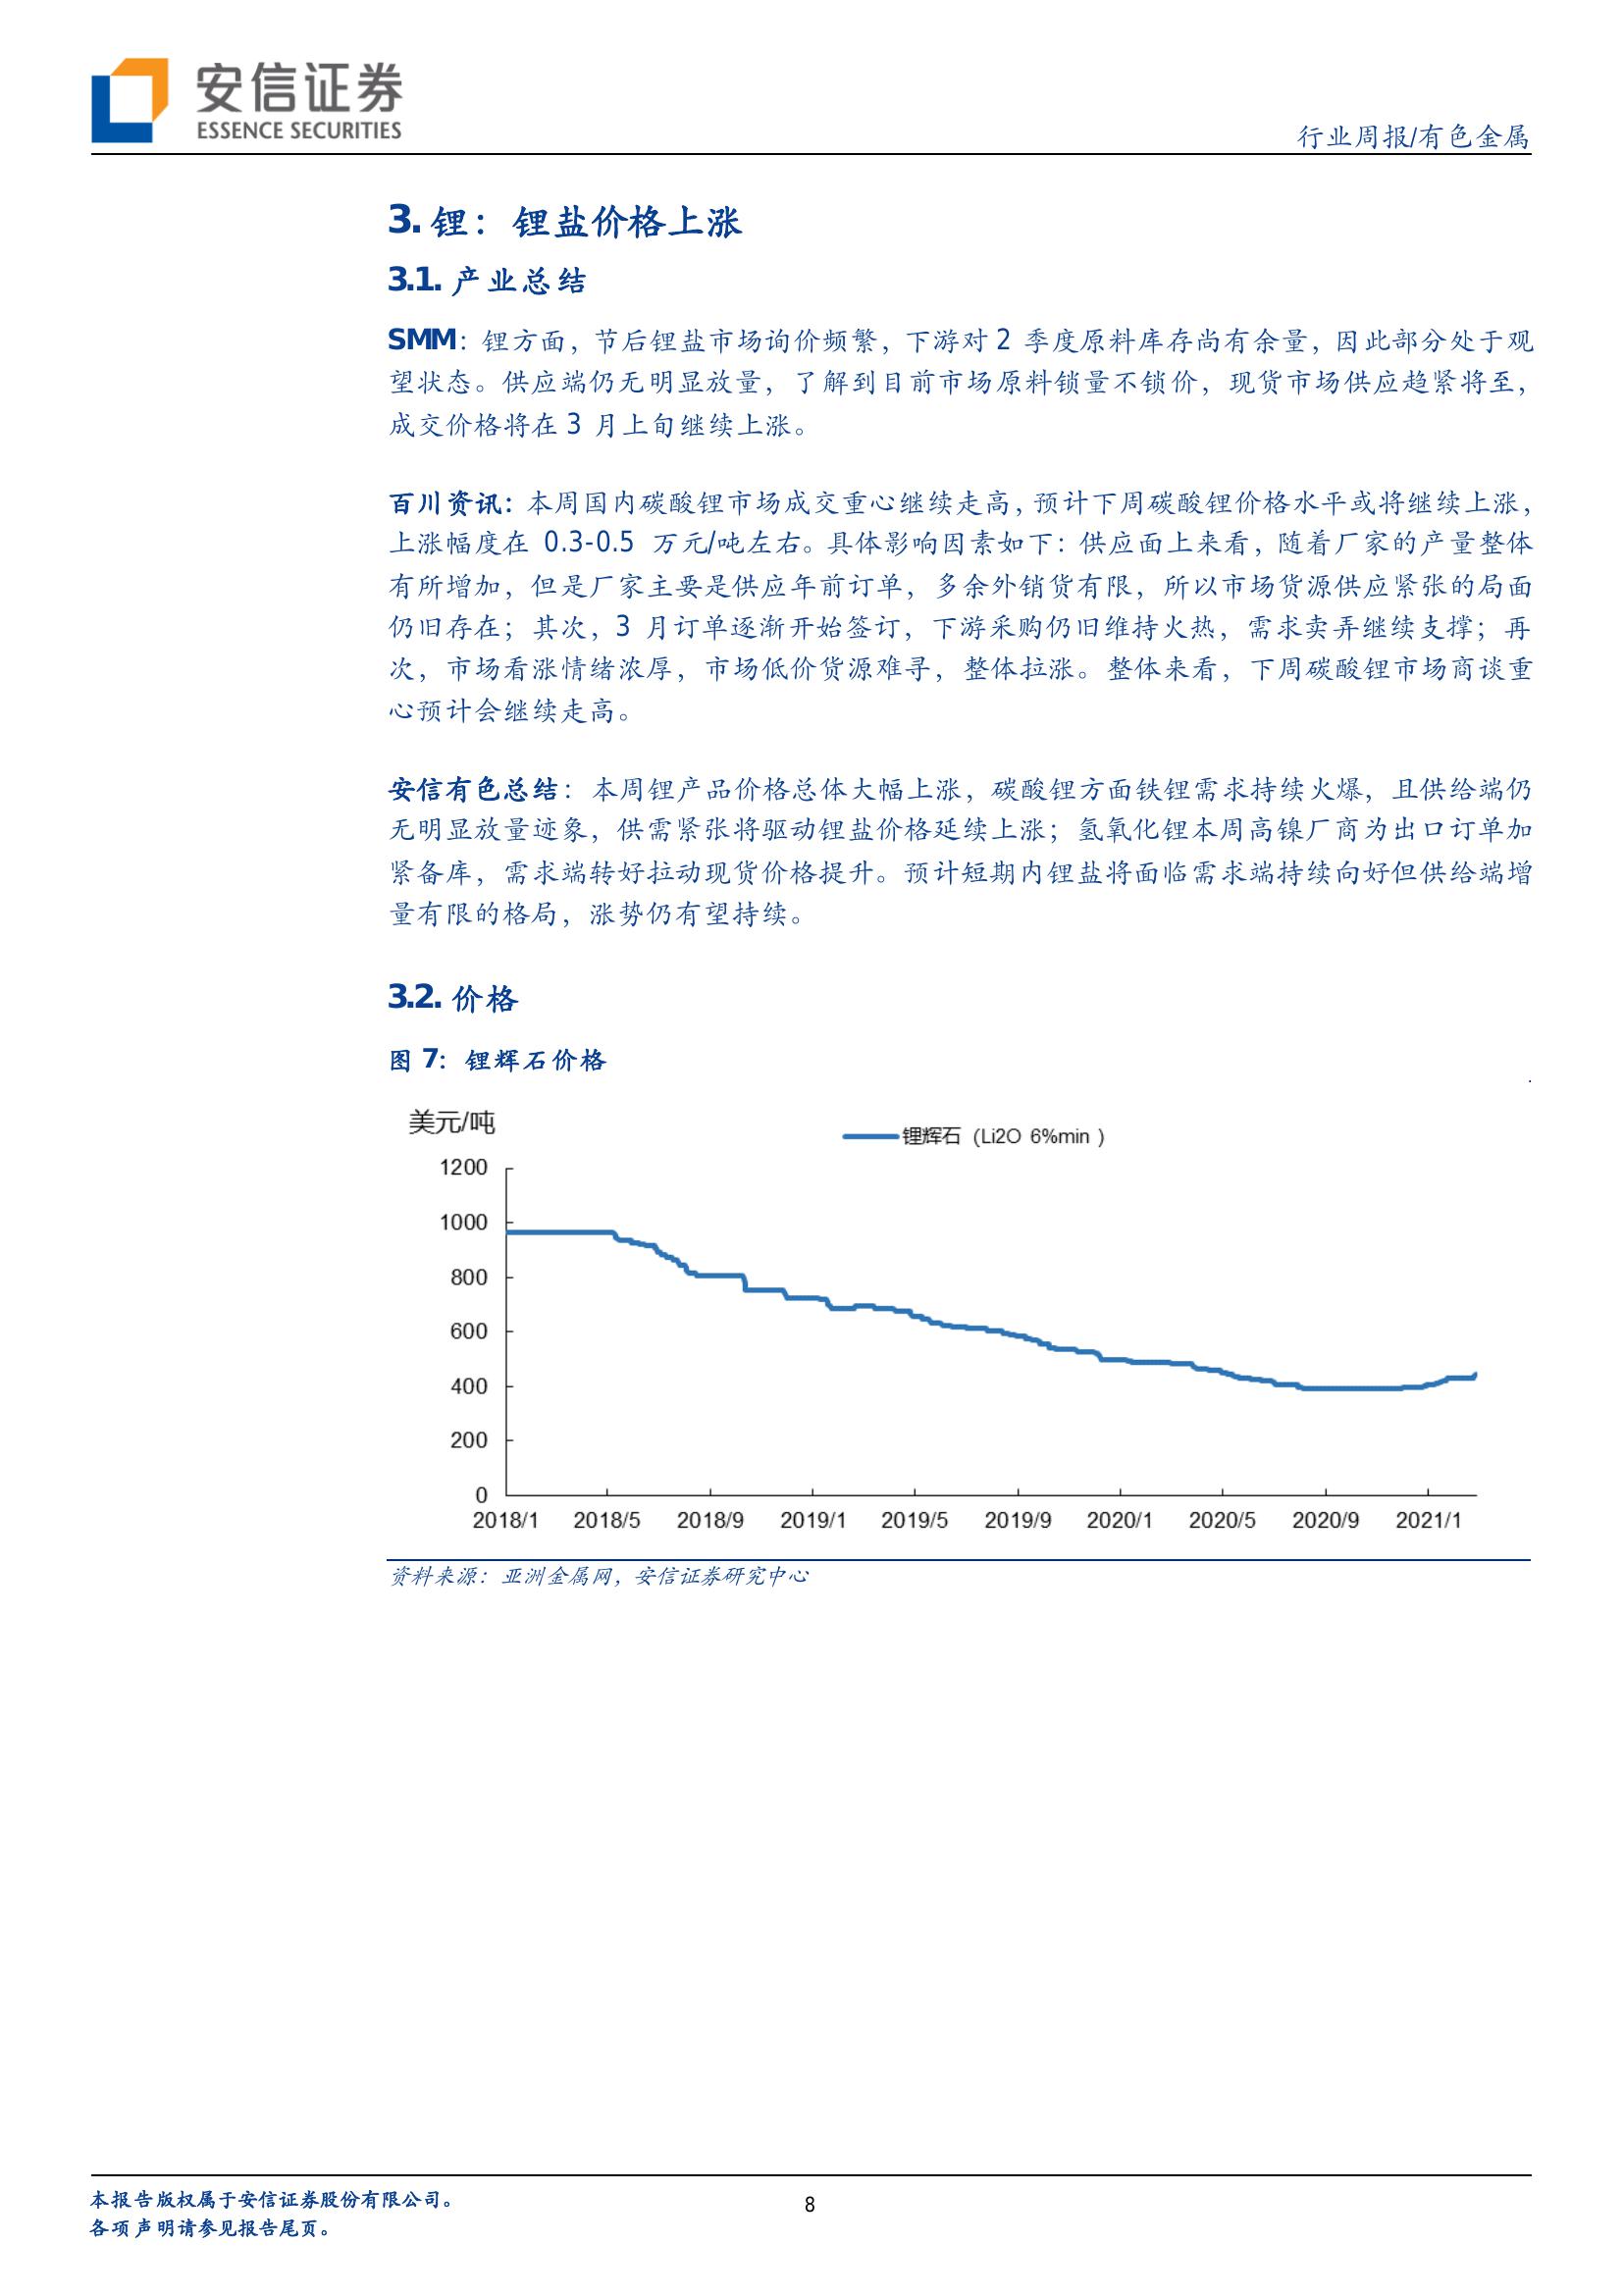 安信证券
ESSENCE SECURITIES
行业周报/有色金属
3. 锂：锂盐价格上涨
3.1. 产业总结
SMM：锂方面，节后锂盐市场询价频繁，下游对 2 季度原料库存尚有余量，因此部分处于观
望状态。供应端仍无明显放量，了解到目前市场原料锁量不锁价，现货市场供应趋紧将至，
成交价格将在 3 月上旬继续上涨。
百川资讯：本周国内碳酸锂市场成交重心继续走高，预计下周碳酸锂价格水平或将继续上涨，
上涨幅度在 0.3-0.5 万元/吨左右。具体影响因素如下：供应面上来看，随着厂家的产量整体
有所增加，但是厂家主要是供应年前订单，多余外销货有限，所以市场货源供应紧张的局面
仍旧存在；其次，3 月订单逐渐开始签订，下游采购仍旧维持火热，需求卖弄继续支撑；再
次，市场看涨情绪浓厚，市场低价货源难寻，整体拉涨。整体来看，下周碳酸锂市场商谈重
心预计会继续走高。
安信有色总结：本周锂产品价格总体大幅上涨，碳酸锂方面铁锂需求持续火爆，且供给端仍
无明显放量迹象，供需紧张将驱动锂盐价格延续上涨；氢氧化锂本周高镍厂商为出口订单加
紧备库，需求端转好拉动现货价格提升。预计短期内锂盐将面临需求端持续向好但供给端增
量有限的格局，涨势仍有望持续。
3.2. 价格
图 7：锂辉石价格
美元/吨
锂辉石（Li2O 6%min ）
1200
1000
800
600
400
200
0
2018/1 2018/5 2018/9 2019/1 2019/5 2019/9 2020/1 2020/5 2020/9 2021/1
资料来源：亚洲金属网，安信证券研究中心
本报告版权属于安信证券股份有限公司。
各项声明请参见报告尾页。
8